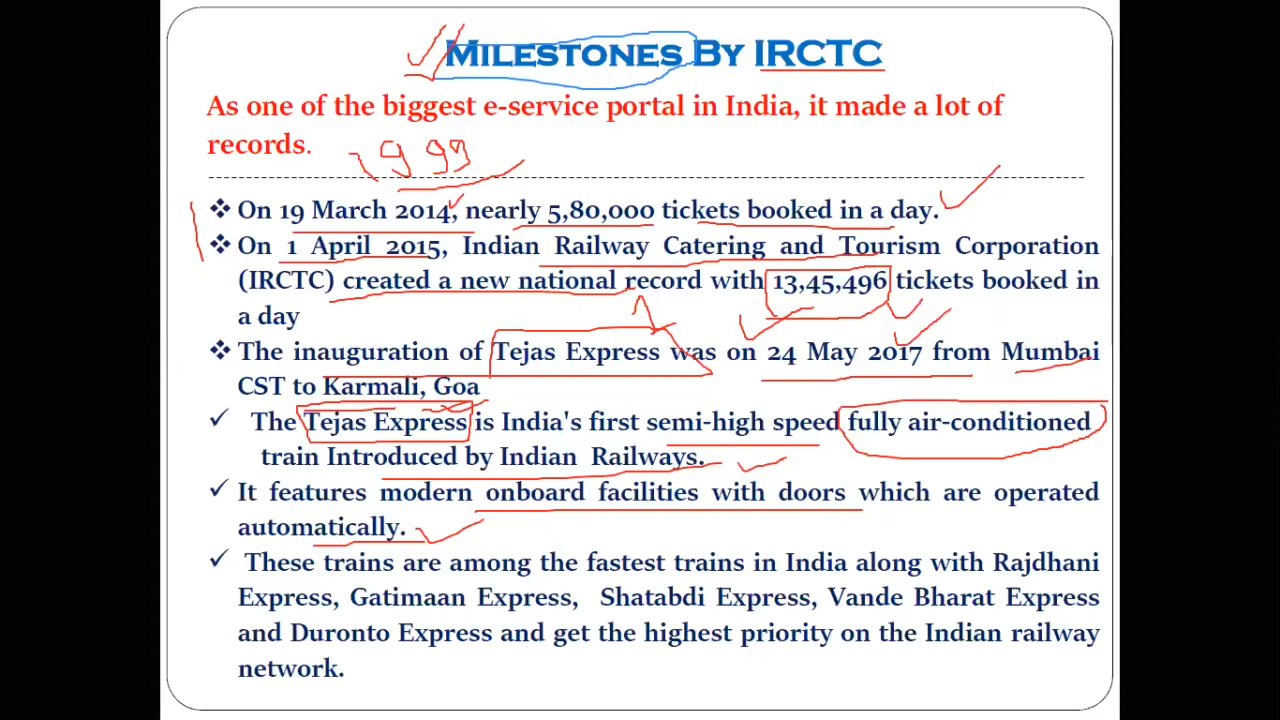 MILESTONES BY IRCTC
As one of the biggest e-service portal in India, it made a lot of
records.
1999
❖ On 19 March 2014, nearly 5,80,000 tickets booked in a day.
❖ On 1 April 2015, Indian Railway Catering and Tourism Corporation
(IRCTC) created a new national record with 13,45,496 tickets booked in
a day
❖ The inauguration of Tejas Express was on 24 May 2017 from Mumbai
CST to Karmali, Goa
✓ The Tejas Express is India's first semi-high speed fully air-conditioned
train Introduced by Indian Railways.
✓ It features modern onboard facilities with doors which are operated
automatically.
✓ These trains are among the fastest trains in India along with Rajdhani
Express, Gatimaan Express, Shatabdi Express, Vande Bharat Express
and Duronto Express and get the highest priority on the Indian railway
network.